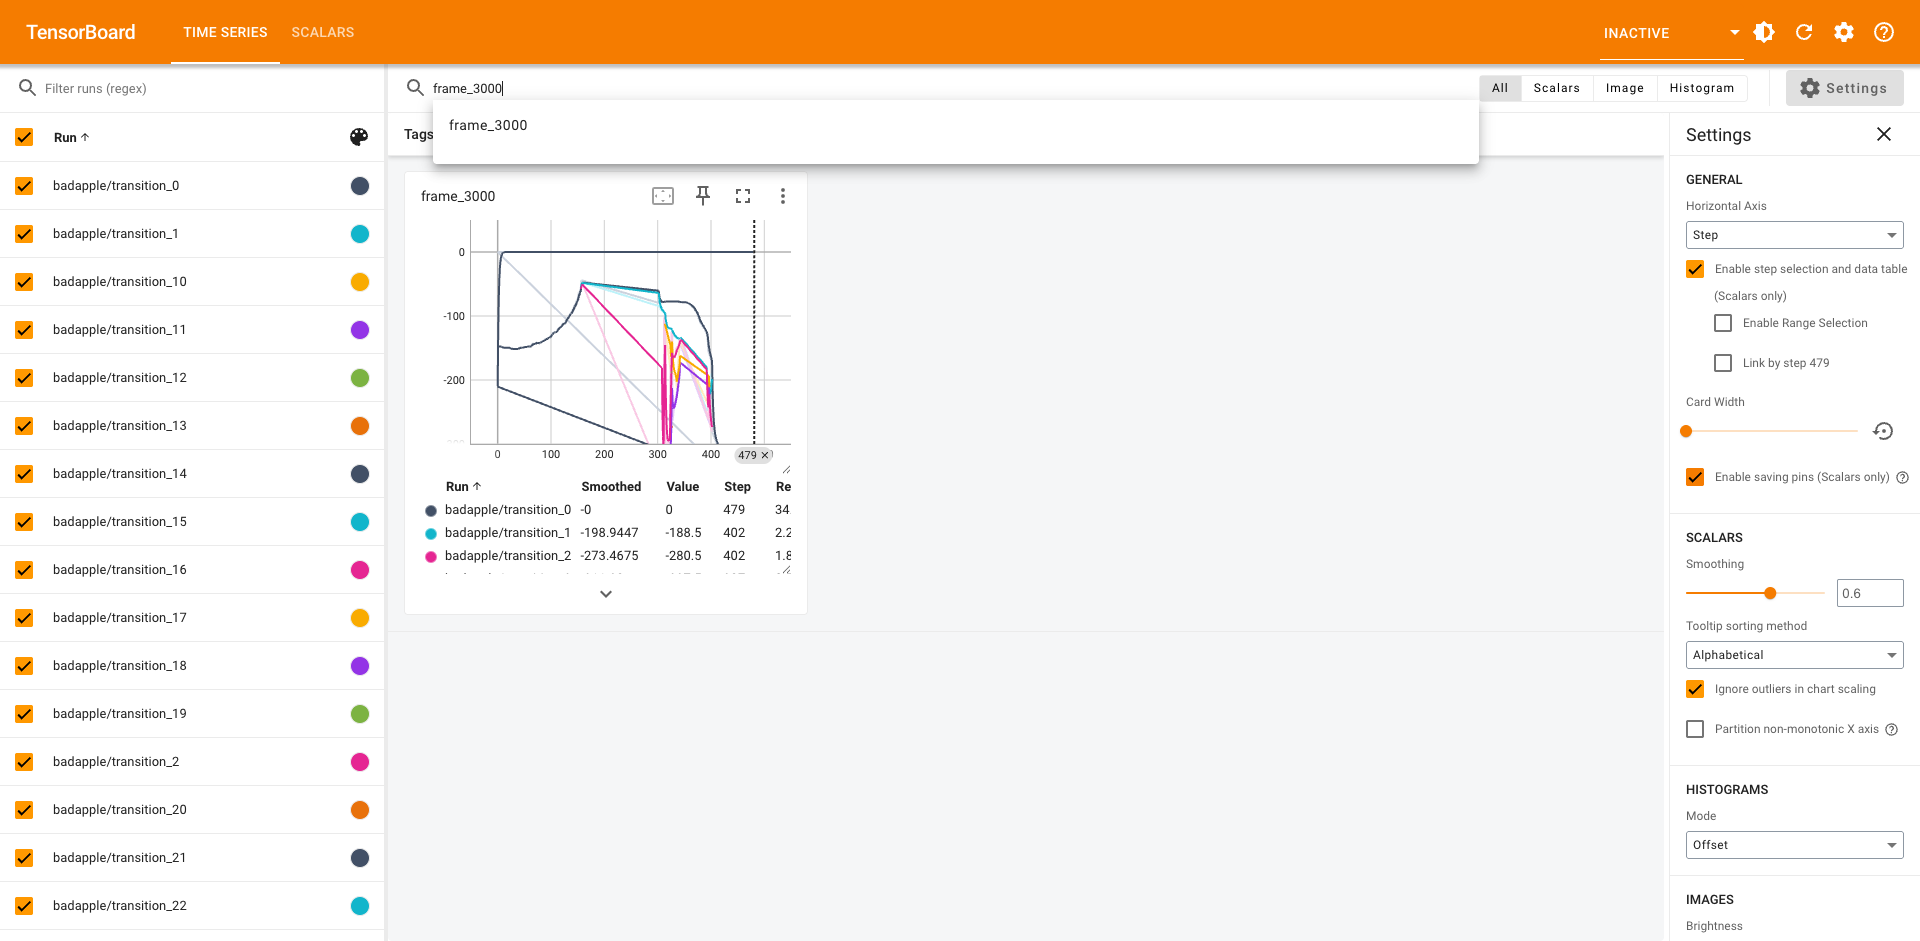 TensorBoard TIME SERIES SCALARS INACTIVE
Filter runs (regex)
Run
badapple/transition_0
badapple/transition_1
badapple/transition_10
badapple/transition_11
badapple/transition_12
badapple/transition_13
badapple/transition_14
badapple/transition_15
badapple/transition_16
badapple/transition_17
badapple/transition_18
badapple/transition_19
badapple/transition_2
badapple/transition_20
badapple/transition_21
badapple/transition_22
frame_3000
All Scalars Image Histogram
Settings
frame_3000
Tags
frame_3000
0
-100
-200
0 100 200 300 400 479
Run Smoothed Value Step Re
badapple/transition_0 -0 0 479 34
badapple/transition_1 -198.9447 -188.5 402 2.2
badapple/transition_2 -273.4675 -280.5 402 1.8
Settings
GENERAL
Horizontal Axis
Step
Enable step selection and data table
(Scalars only)
Enable Range Selection
Link by step 479
Card Width
Enable saving pins (Scalars only)
SCALARS
Smoothing
0.6
Tooltip sorting method
Alphabetical
Ignore outliers in chart scaling
Partition non-monotonic X axis
HISTOGRAMS
Mode
Offset
IMAGES
Brightness